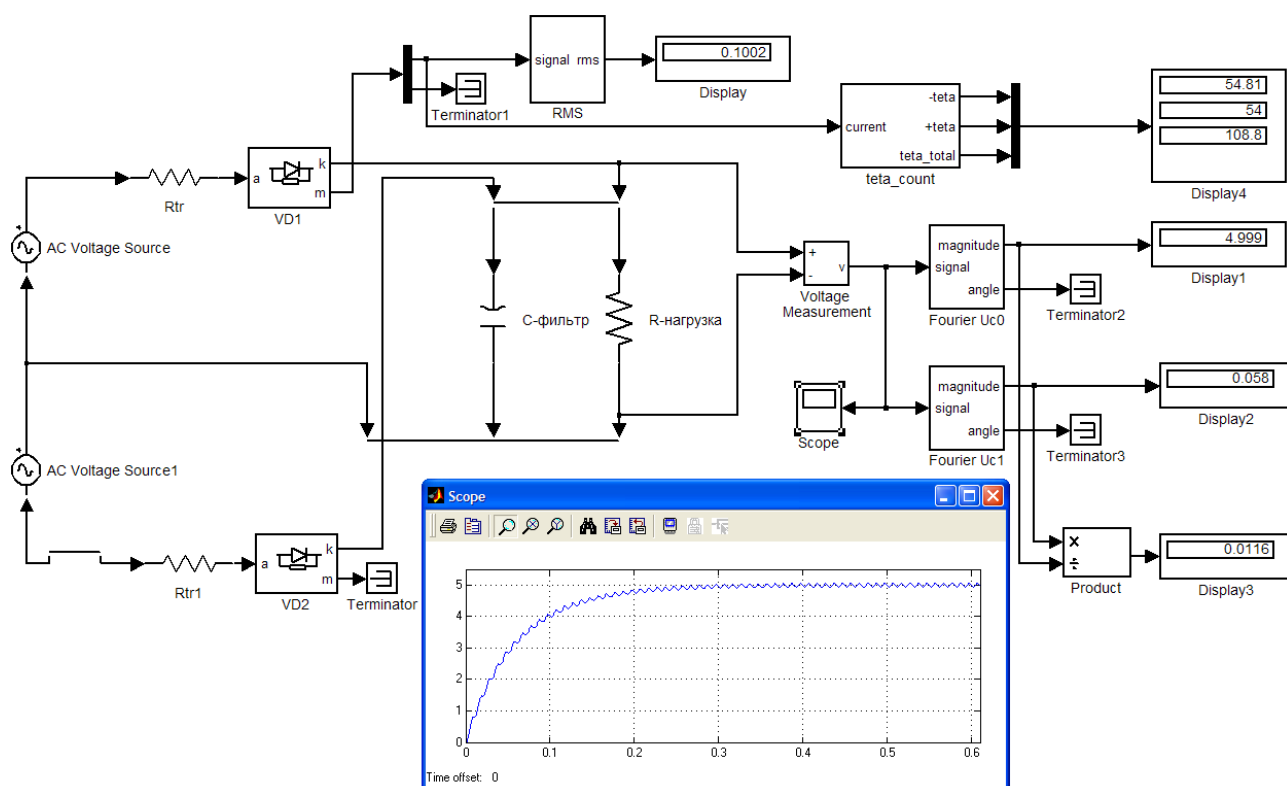 signal rms
RMS
0.1002
Display
Terminator1
current
-teta
+teta
teta_total
teta_count
54.81
54
108.8
Display4
Rtr
a
k
m
VD1
+
AC Voltage Source
+
-
v
Voltage
Measurement
magnitude
signal
angle
Fourier Uc0
4.999
Display1
Terminator2
С-фильтр
R-нагрузка
Scope
magnitude
signal
angle
Fourier Uc1
0.058
Display2
Terminator3
+
AC Voltage Source1
Rtr1
a
k
m
VD2
Terminator
×
÷
Product
0.0116
Display3
Scope
5
4
3
2
1
0
0
0.1
0.2
0.3
0.4
0.5
0.6
Time offset: 0